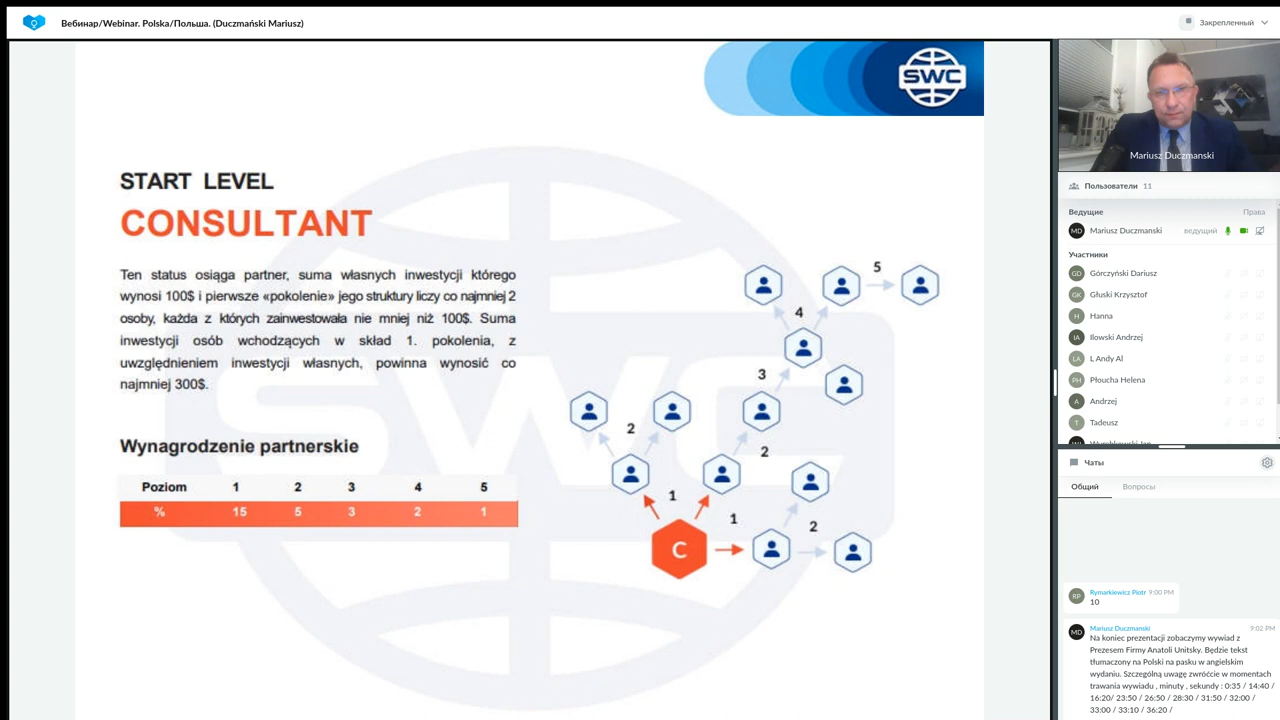 Вебинар/Webinar. Polska/Польша. (Duczmański Mariusz)
Закрепленный
SWC
START LEVEL
CONSULTANT
Ten status osiąga partner, suma własnych inwestycji którego
wynosi 100$ i pierwsze «pokolenie» jego struktury liczy co najmniej 2
osoby, każda z których zainwestowała nie mniej niż 100$. Suma
inwestycji osób wchodzących w skład 1. pokolenia, z
uwzględnieniem inwestycji własnych, powinna wynosić co
najmniej 300$.
Wynagrodzenie partnerskie
Poziom 1 2 3 4 5
% 15 5 3 2 1
5
4
3
2
2
1
1
2
C
Mariusz Duczmanski
Пользователи 11
Ведущие Права
MD Mariusz Duczmanski ведущий
Участники
GD Górczyński Dariusz
GK Głuski Krzysztof
H Hanna
IA Ilowski Andrzej
LA L Andy Al
PH Płoucha Helena
A Andrzej
T Tadeusz
Чаты
Общий Вопросы
RP Rymarkiewicz Piotr 9:00 PM
10
MD Mariusz Duczmanski 9:02 PM
Na koniec prezentacji zobaczymy wywiad z
Prezesem Firmy Anatoli Unitsky. Będzie tekst
tłumaczony na Polski na pasku w angielskim
wydaniu. Szczególną uwagę zwróćcie w momentach
trawania wywiadu , minuty , sekundy : 0:35 / 14:40 /
16:20/ 23:50 / 26:50 / 28:30 / 31:50 / 32:00 /
33:00 / 33:10 / 36:20 /